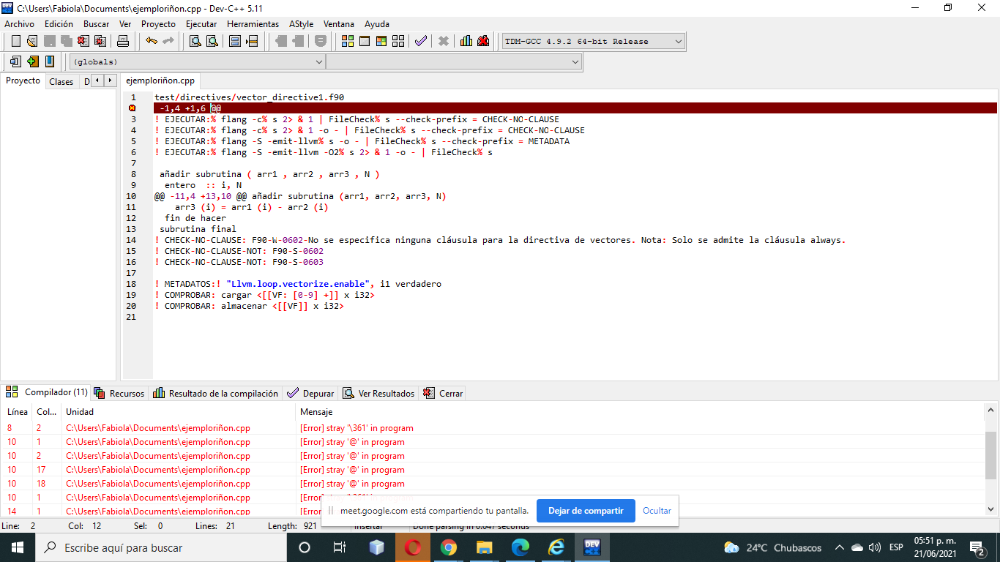 C:\Users\Fabiola\Documents\ejemploriñon.cpp - Dev-C++ 5.11
Archivo Edición Buscar Ver Proyecto Ejecutar Herramientas AStyle Ventana Ayuda
TDM-GCC 4.9.2 64-bit Release
(globals)
Proyecto Clases D ejemploriñon.cpp
1 test/directives/vector_directive1.f90
-1,4 +1,6 @@
3 ! EJECUTAR:% flang -c% s 2> & 1 | FileCheck% s --check-prefix = CHECK-NO-CLAUSE
4 ! EJECUTAR:% flang -c% s 2> & 1 -o - | FileCheck% s --check-prefix = CHECK-NO-CLAUSE
5 ! EJECUTAR:% flang -S -emit-llvm% s -o - | FileCheck% s --check-prefix = METADATA
6 ! EJECUTAR:% flang -S -emit-llvm -O2% s 2> & 1 -o - | FileCheck% s
7
8 añadir subrutina ( arr1 , arr2 , arr3 , N )
9 entero :: i, N
10 @@ -11,4 +13,10 @@ añadir subrutina (arr1, arr2, arr3, N)
11 arr3 (i) = arr1 (i) - arr2 (i)
12 fin de hacer
13 subrutina final
14 ! CHECK-NO-CLAUSE: F90-W-0602-No se especifica ninguna cláusula para la directiva de vectores. Nota: Solo se admite la cláusula always.
15 ! CHECK-NO-CLAUSE-NOT: F90-S-0602
16 ! CHECK-NO-CLAUSE-NOT: F90-S-0603
17
18 ! METADATOS:! "Llvm.loop.vectorize.enable", i1 verdadero
19 ! COMPROBAR: cargar <[[VF: [0-9] +]] x i32>
20 ! COMPROBAR: almacenar <[[VF]] x i32>
21
Compilador (11) Recursos Resultado de la compilación Depurar Ver Resultados Cerrar
Línea Col... Unidad Mensaje
8 2 C:\Users\Fabiola\Documents\ejemploriñon.cpp [Error] stray '\361' in program
10 1 C:\Users\Fabiola\Documents\ejemploriñon.cpp [Error] stray '@' in program
10 2 C:\Users\Fabiola\Documents\ejemploriñon.cpp [Error] stray '@' in program
10 17 C:\Users\Fabiola\Documents\ejemploriñon.cpp [Error] stray '@' in program
10 18 C:\Users\Fabiola\Documents\ejemploriñon.cpp [Error] stray '@' in program
10 1 C:\Users\Fabiola\Documents\ejemploriñon.cpp [Error] stray '\361' in program
14 1 C:\Users\Fabiola\Documents\ejemploriñon.cpp
meet.google.com está compartiendo tu pantalla. Dejar de compartir Ocultar
Line: 2 Col: 12 Sel: 0 Lines: 21 Length: 921 Insertar Done parsing in 0.047 seconds
Escribe aquí para buscar
DEV
24°C Chubascos ESP 05:51 p. m.
21/06/2021
2